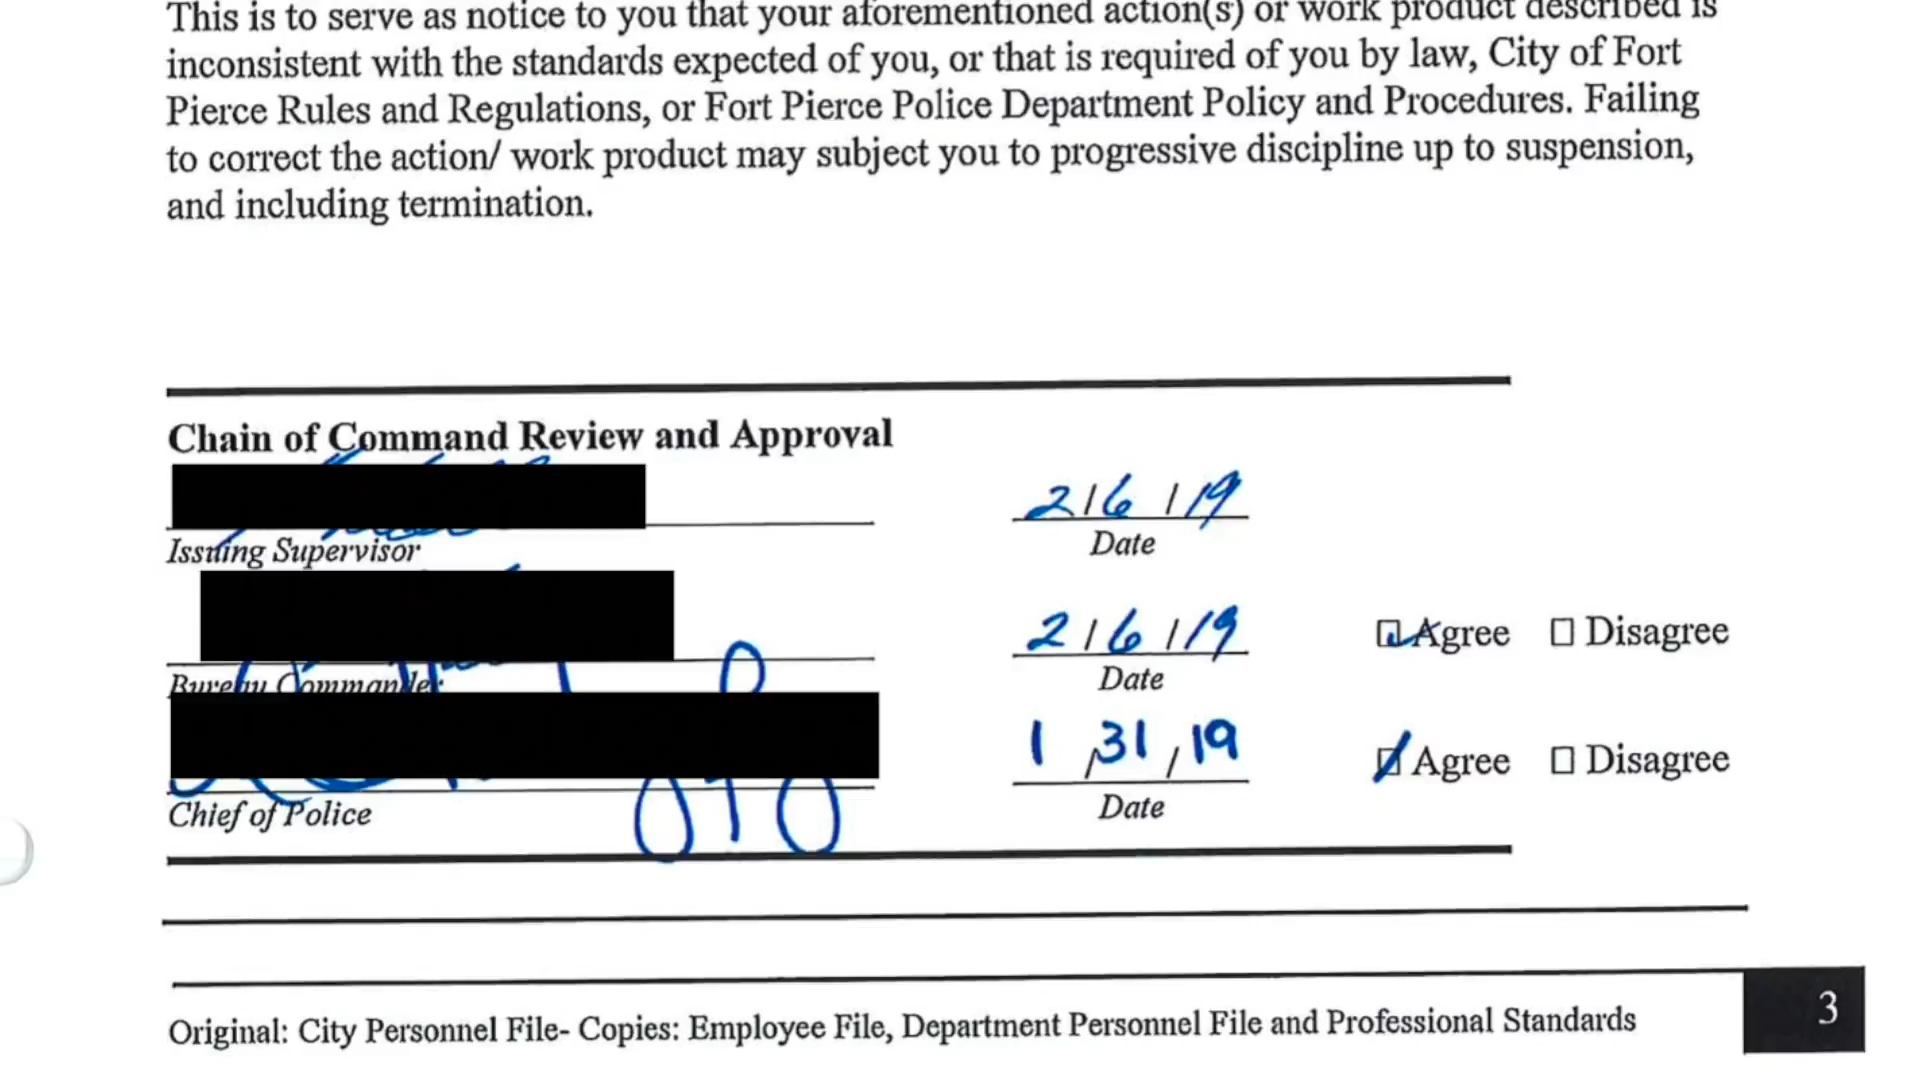 This is to serve as notice to you that your aforementioned action(s) or work product described is
inconsistent with the standards expected of you, or that is required of you by law, City of Fort
Pierce Rules and Regulations, or Fort Pierce Police Department Policy and Procedures. Failing
to correct the action/ work product may subject you to progressive discipline up to suspension,
and including termination.
Chain of Command Review and Approval
2/6/19
Issuing Supervisor Date
2/6/19 Agree Disagree
Bureau Commander Date
1/31/19 Agree Disagree
Chief of Police Date
3
Original: City Personnel File- Copies: Employee File, Department Personnel File and Professional Standards